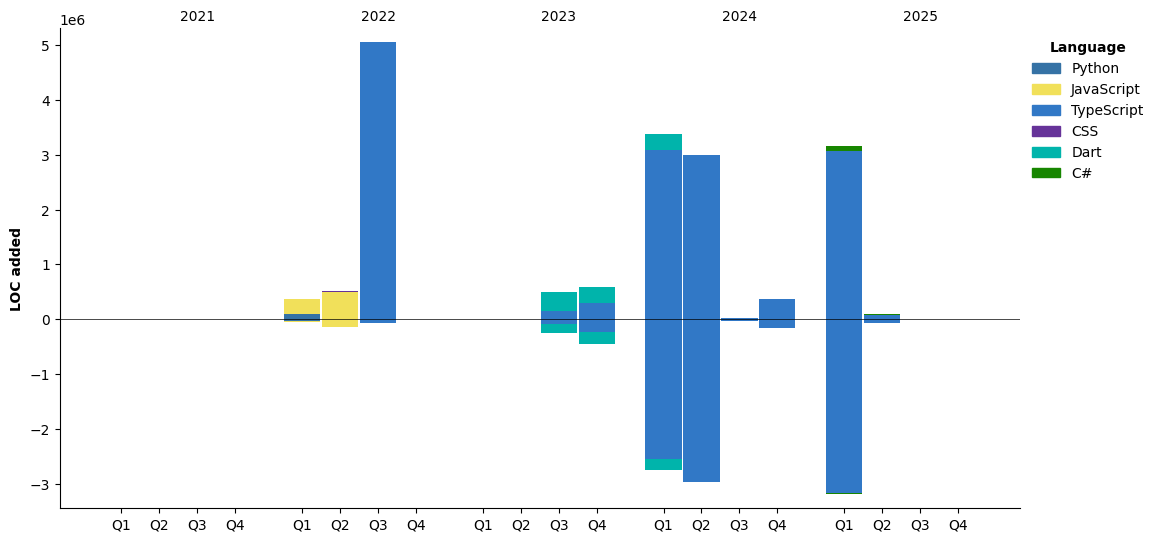 2021 2022 2023 2024 2025
1e6
Language
Python
JavaScript
TypeScript
CSS
Dart
C#
LOC added
5
4
3
2
1
0
−1
−2
−3
Q1 Q2 Q3 Q4 Q1 Q2 Q3 Q4 Q1 Q2 Q3 Q4 Q1 Q2 Q3 Q4 Q1 Q2 Q3 Q4